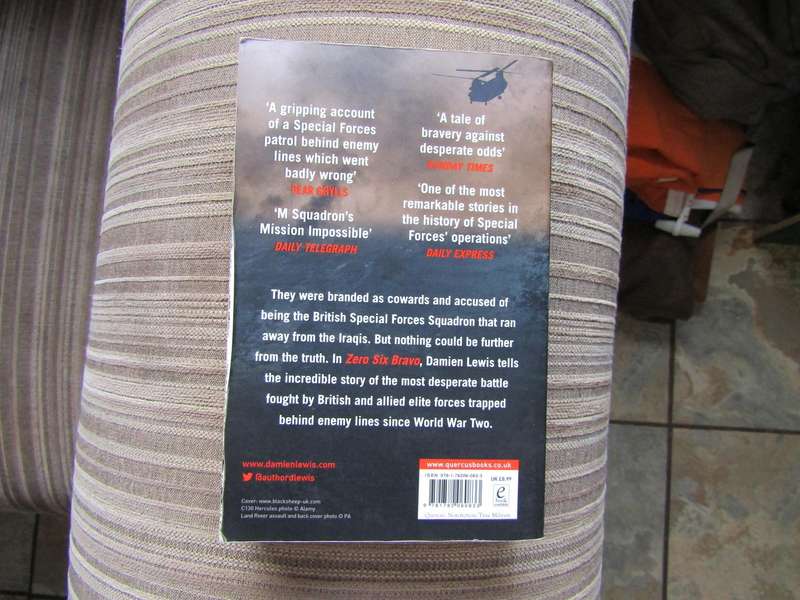 'A gripping account
of a Special Forces
patrol behind enemy
lines which went
badly wrong'
BEAR GRYLLS
'M Squadron's
Mission Impossible'
DAILY TELEGRAPH
'A tale of
bravery against
desperate odds'
SUNDAY TIMES
'One of the most
remarkable stories in
the history of Special
Forces' operations'
DAILY EXPRESS
They were branded as cowards and accused of
being the British Special Forces Squadron that ran
away from the Iraqis. But nothing could be further
from the truth. In Zero Six Bravo, Damien Lewis tells
the incredible story of the most desperate battle
fought by British and allied elite forces trapped
behind enemy lines since World War Two.
www.damienlewis.com
@authordlewis
Cover: www.blacksheep-uk.com
C130 Hercules photo © Alamy
Land Rover assault and back cover photo © PA
www.quercusbooks.co.uk
UK £8.99
e
book